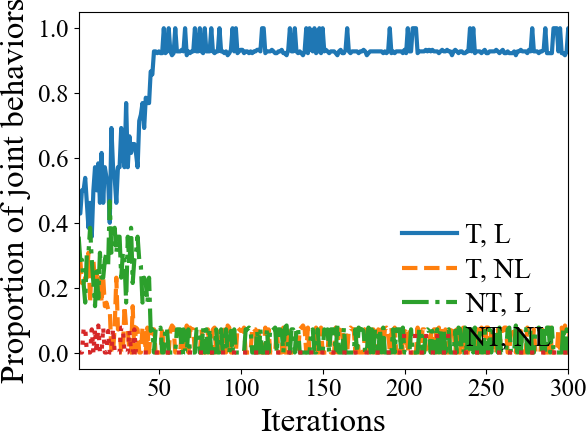 Proportion of joint behaviors
1.0
0.8
0.6
0.4
0.2
0.0
T, L
T, NL
NT, L
NT, NL
50 100 150 200 250 300
Iterations